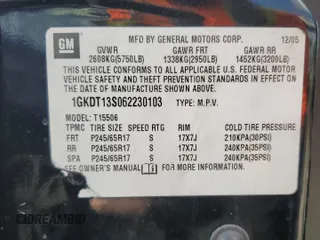 GM
MFD BY GENERAL MOTORS CORP. 12/05
GVWR GAWR FRT GAWR RR
2608KG(5750LB) 1338KG(2950LB) 1452KG(3200LB)
THIS VEHICLE CONFORMS TO ALL APPLICABLE U.S. FEDERAL MOTOR
VEHICLE SAFETY AND THEFT PREVENTION STANDARDS IN EFFECT ON
THE DATE OF MANUFACTURE SHOWN ABOVE.
1GKDT13S062230103 TYPE: M.P.V.
MODEL: T15506
TPMC TIRE SIZE SPEED RTG RIM COLD TIRE PRESSURE
FRT P245/65R17 S 17X7J 210KPA(30PSI)
RR P245/65R17 S 17X7J 240KPA(35PSI)
SPA P245/65R17 S 17X7J 240KPA(35PSI)
SEE OWNER'S MANUAL FOR MORE INFORMATION.
IDREAMCAR